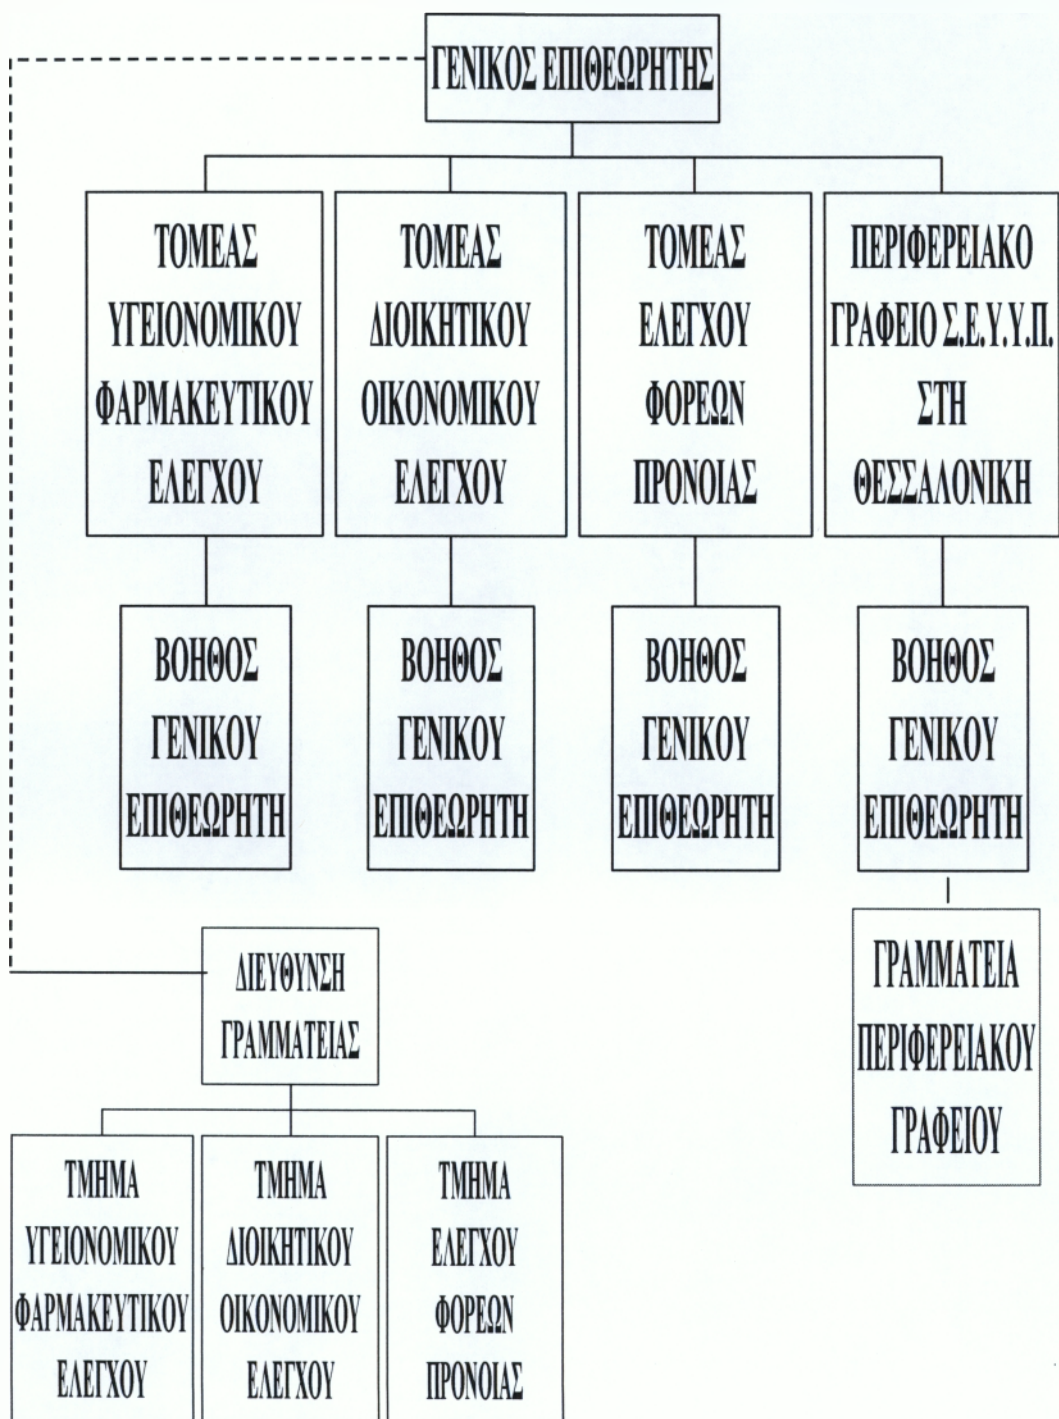 ΓΕΝΙΚΟΣ ΕΠΙΘΕΩΡΗΤΗΣ
ΤΟΜΕΑΣ
ΥΓΕΙΟΝΟΜΙΚΟΥ
ΦΑΡΜΑΚΕΥΤΙΚΟΥ
ΕΛΕΓΧΟΥ
ΤΟΜΕΑΣ
ΔΙΟΙΚΗΤΙΚΟΥ
ΟΙΚΟΝΟΜΙΚΟΥ
ΕΛΕΓΧΟΥ
ΤΟΜΕΑΣ
ΕΛΕΓΧΟΥ
ΦΟΡΕΩΝ
ΠΡΟΝΟΙΑΣ
ΠΕΡΙΦΕΡΕΙΑΚΟ
ΓΡΑΦΕΙΟ Σ.Ε.Υ.Υ.Π.
ΣΤΗ
ΘΕΣΣΑΛΟΝΙΚΗ
ΒΟΗΘΟΣ
ΓΕΝΙΚΟΥ
ΕΠΙΘΕΩΡΗΤΗ
ΒΟΗΘΟΣ
ΓΕΝΙΚΟΥ
ΕΠΙΘΕΩΡΗΤΗ
ΒΟΗΘΟΣ
ΓΕΝΙΚΟΥ
ΕΠΙΘΕΩΡΗΤΗ
ΒΟΗΘΟΣ
ΓΕΝΙΚΟΥ
ΕΠΙΘΕΩΡΗΤΗ
ΓΡΑΜΜΑΤΕΙΑ
ΠΕΡΙΦΕΡΕΙΑΚΟΥ
ΓΡΑΦΕΙΟΥ
ΔΙΕΥΘΥΝΣΗ
ΓΡΑΜΜΑΤΕΙΑΣ
ΤΜΗΜΑ
ΥΓΕΙΟΝΟΜΙΚΟΥ
ΦΑΡΜΑΚΕΥΤΙΚΟΥ
ΕΛΕΓΧΟΥ
ΤΜΗΜΑ
ΔΙΟΙΚΗΤΙΚΟΥ
ΟΙΚΟΝΟΜΙΚΟΥ
ΕΛΕΓΧΟΥ
ΤΜΗΜΑ
ΕΛΕΓΧΟΥ
ΦΟΡΕΩΝ
ΠΡΟΝΟΙΑΣ